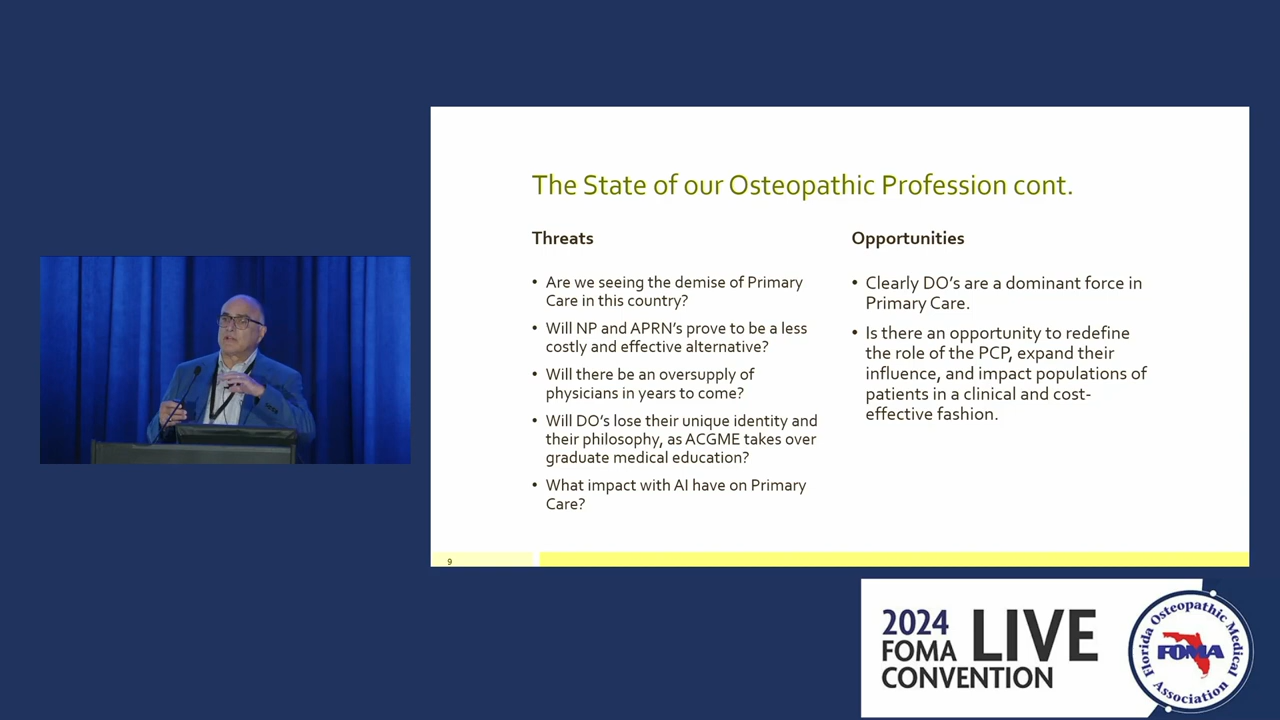 The State of our Osteopathic Profession cont.
Threats
• Are we seeing the demise of Primary
Care in this country?
• Will NP and APRN's prove to be a less
costly and effective alternative?
• Will there be an oversupply of
physicians in years to come?
• Will DO's lose their unique identity and
their philosophy, as ACGME takes over
graduate medical education?
• What impact with AI have on Primary
Care?
Opportunities
• Clearly DO's are a dominant force in
Primary Care.
• Is there an opportunity to redefine
the role of the PCP, expand their
influence, and impact populations of
patients in a clinical and cost-
effective fashion.
9
2024
FOMA
LIVE
CONVENTION
Florida Osteopathic Medical
FOMA
Association